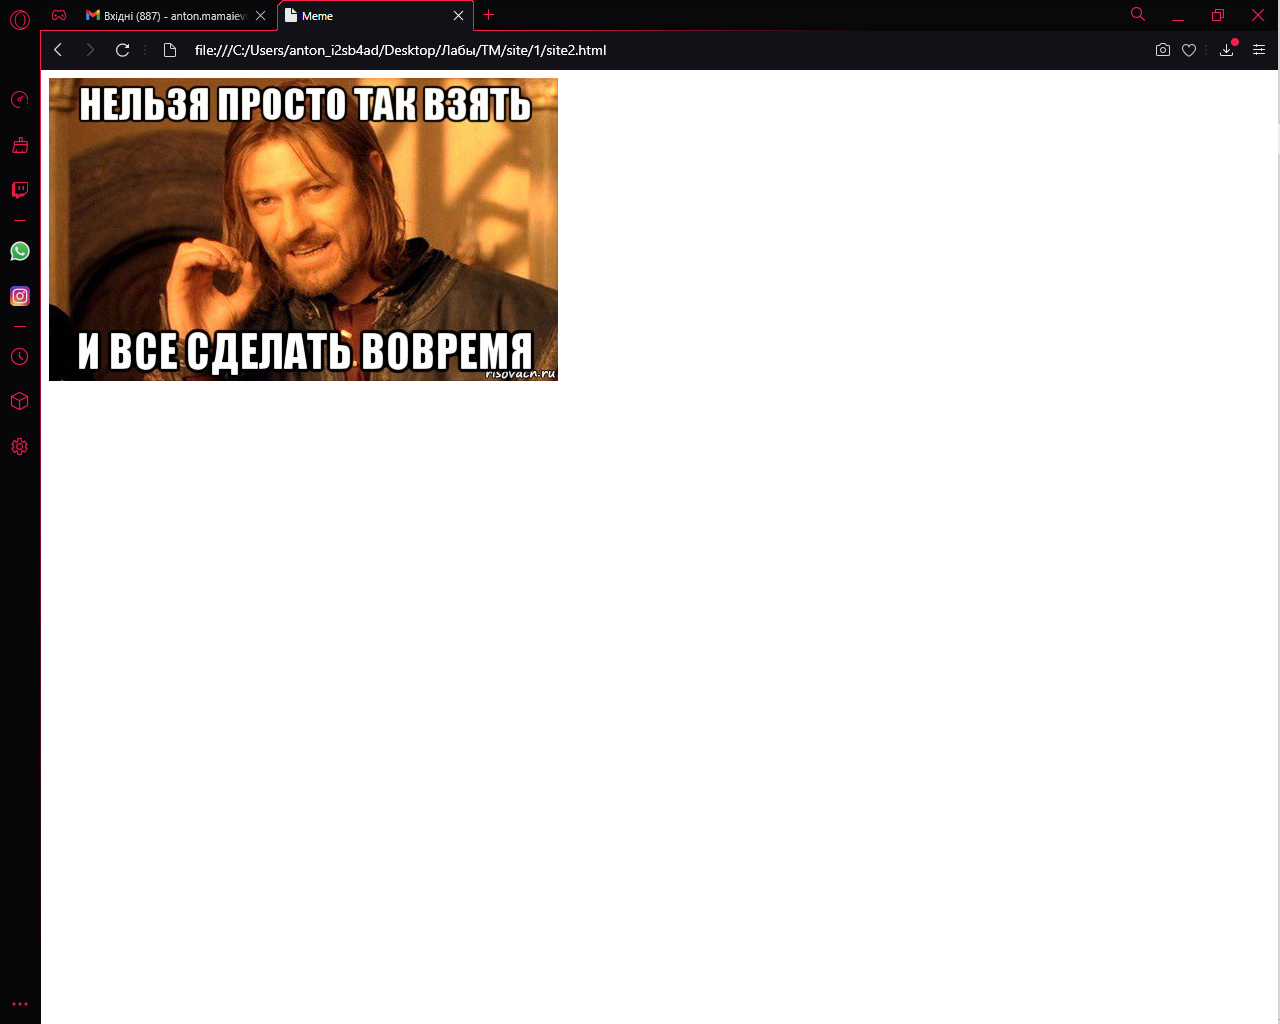 Вхідні (887) - anton.mamaiev
Meme
file:///C:/Users/anton_i2sb4ad/Desktop/Лабы/TM/site/1/site2.html
НЕЛЬЗЯ ПРОСТО ТАК ВЗЯТЬ
И ВСЕ СДЕЛАТЬ ВОВРЕМЯ
risovach.ru